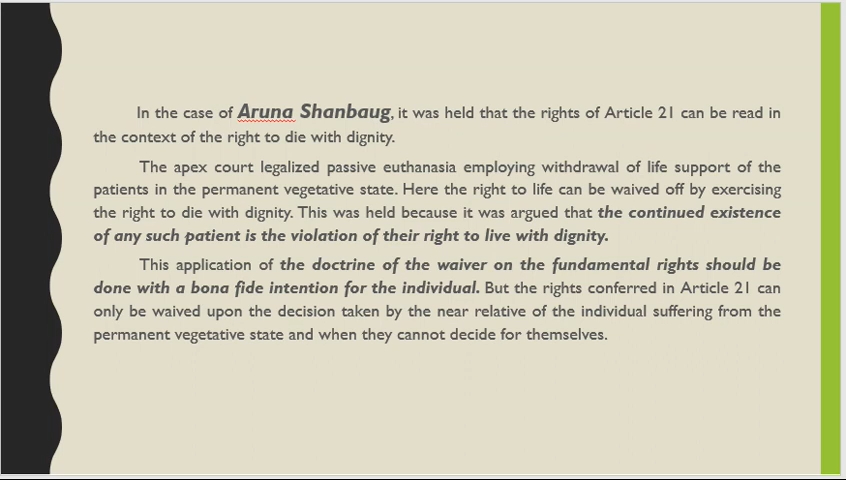 In the case of Aruna Shanbaug, it was held that the rights of Article 21 can be read in
the context of the right to die with dignity.
The apex court legalized passive euthanasia employing withdrawal of life support of the
patients in the permanent vegetative state. Here the right to life can be waived off by exercising
the right to die with dignity. This was held because it was argued that the continued existence
of any such patient is the violation of their right to live with dignity.
This application of the doctrine of the waiver on the fundamental rights should be
done with a bona fide intention for the individual. But the rights conferred in Article 21 can
only be waived upon the decision taken by the near relative of the individual suffering from the
permanent vegetative state and when they cannot decide for themselves.